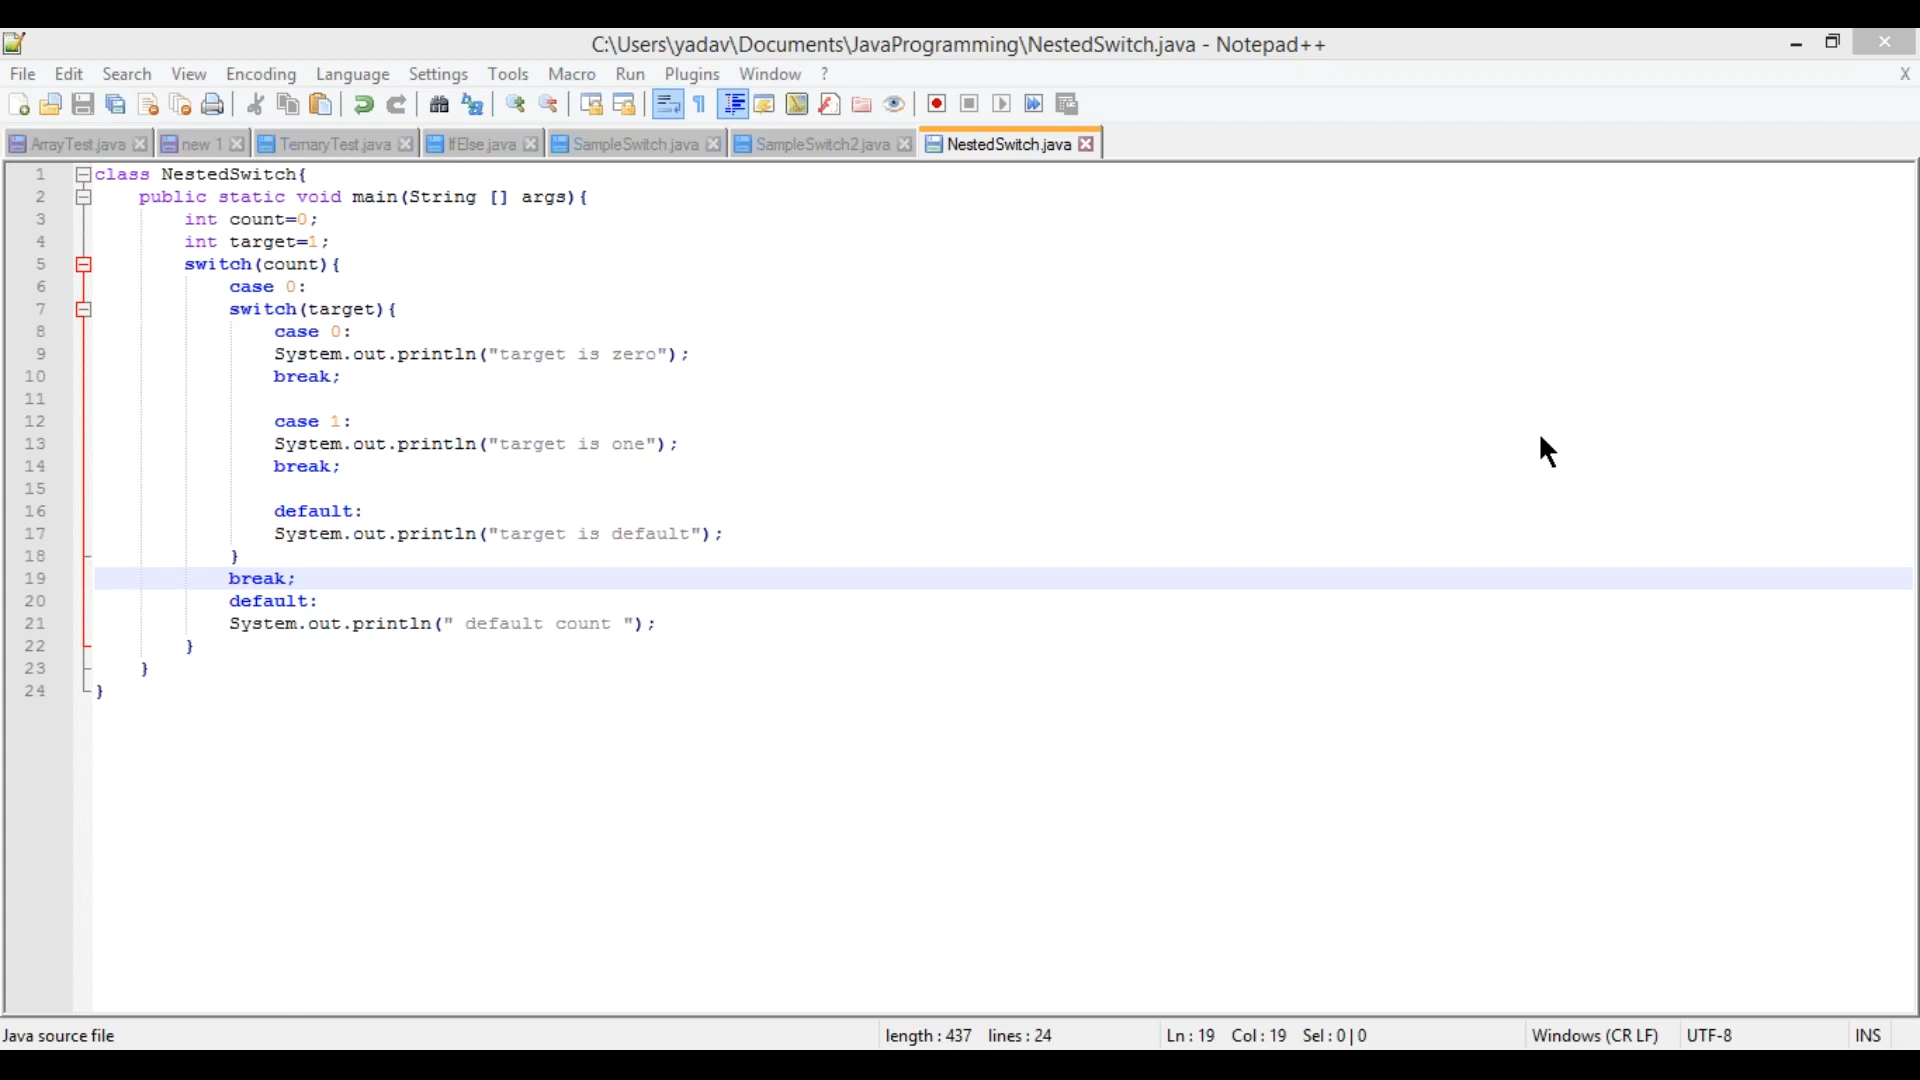 C:\Users\yadav\Documents\JavaProgramming\NestedSwitch.java - Notepad++
File Edit Search View Encoding Language Settings Tools Macro Run Plugins Window ? X
ArrayTest.java new 1 TernaryTest.java IfElse.java SampleSwitch.java SampleSwitch2.java NestedSwitch.java
1 class NestedSwitch{
2 public static void main(String [] args){
3 int count=0;
4 int target=1;
5 switch(count){
6 case 0:
7 switch(target){
8 case 0:
9 System.out.println("target is zero");
10 break;
11
12 case 1:
13 System.out.println("target is one");
14 break;
15
16 default:
17 System.out.println("target is default");
18 }
19 break;
20 default:
21 System.out.println(" default count ");
22 }
23 }
24 }
Java source file length : 437 lines : 24 Ln : 19 Col : 19 Sel : 0 | 0 Windows (CR LF) UTF-8 INS